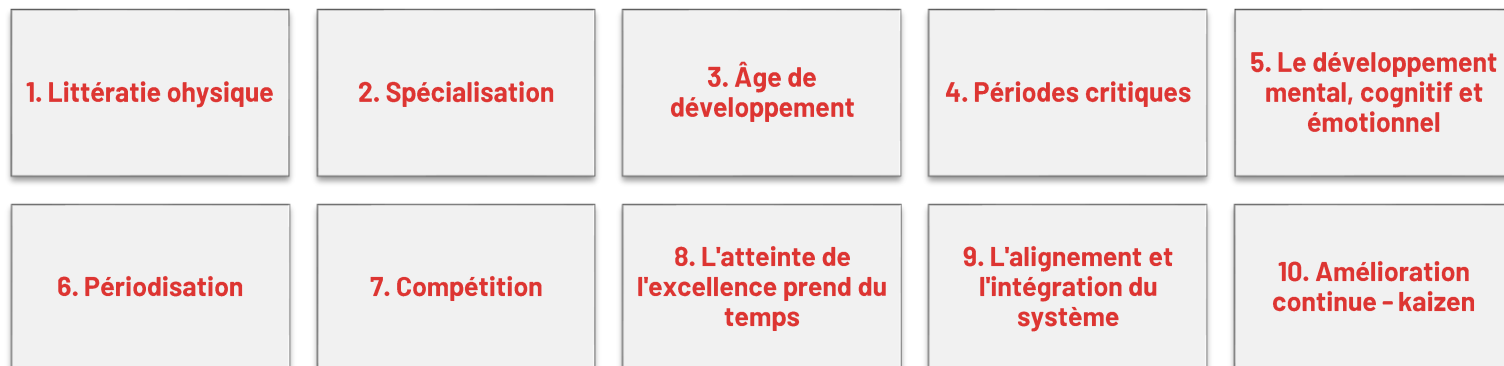 1. Littératie ohysique
2. Spécialisation
3. Âge de
développement
4. Périodes critiques
5. Le développement
mental, cognitif et
émotionnel
6. Périodisation
7. Compétition
8. L'atteinte de
l'excellence prend du
temps
9. L'alignement et
l'intégration du
système
10. Amélioration
continue - kaizen